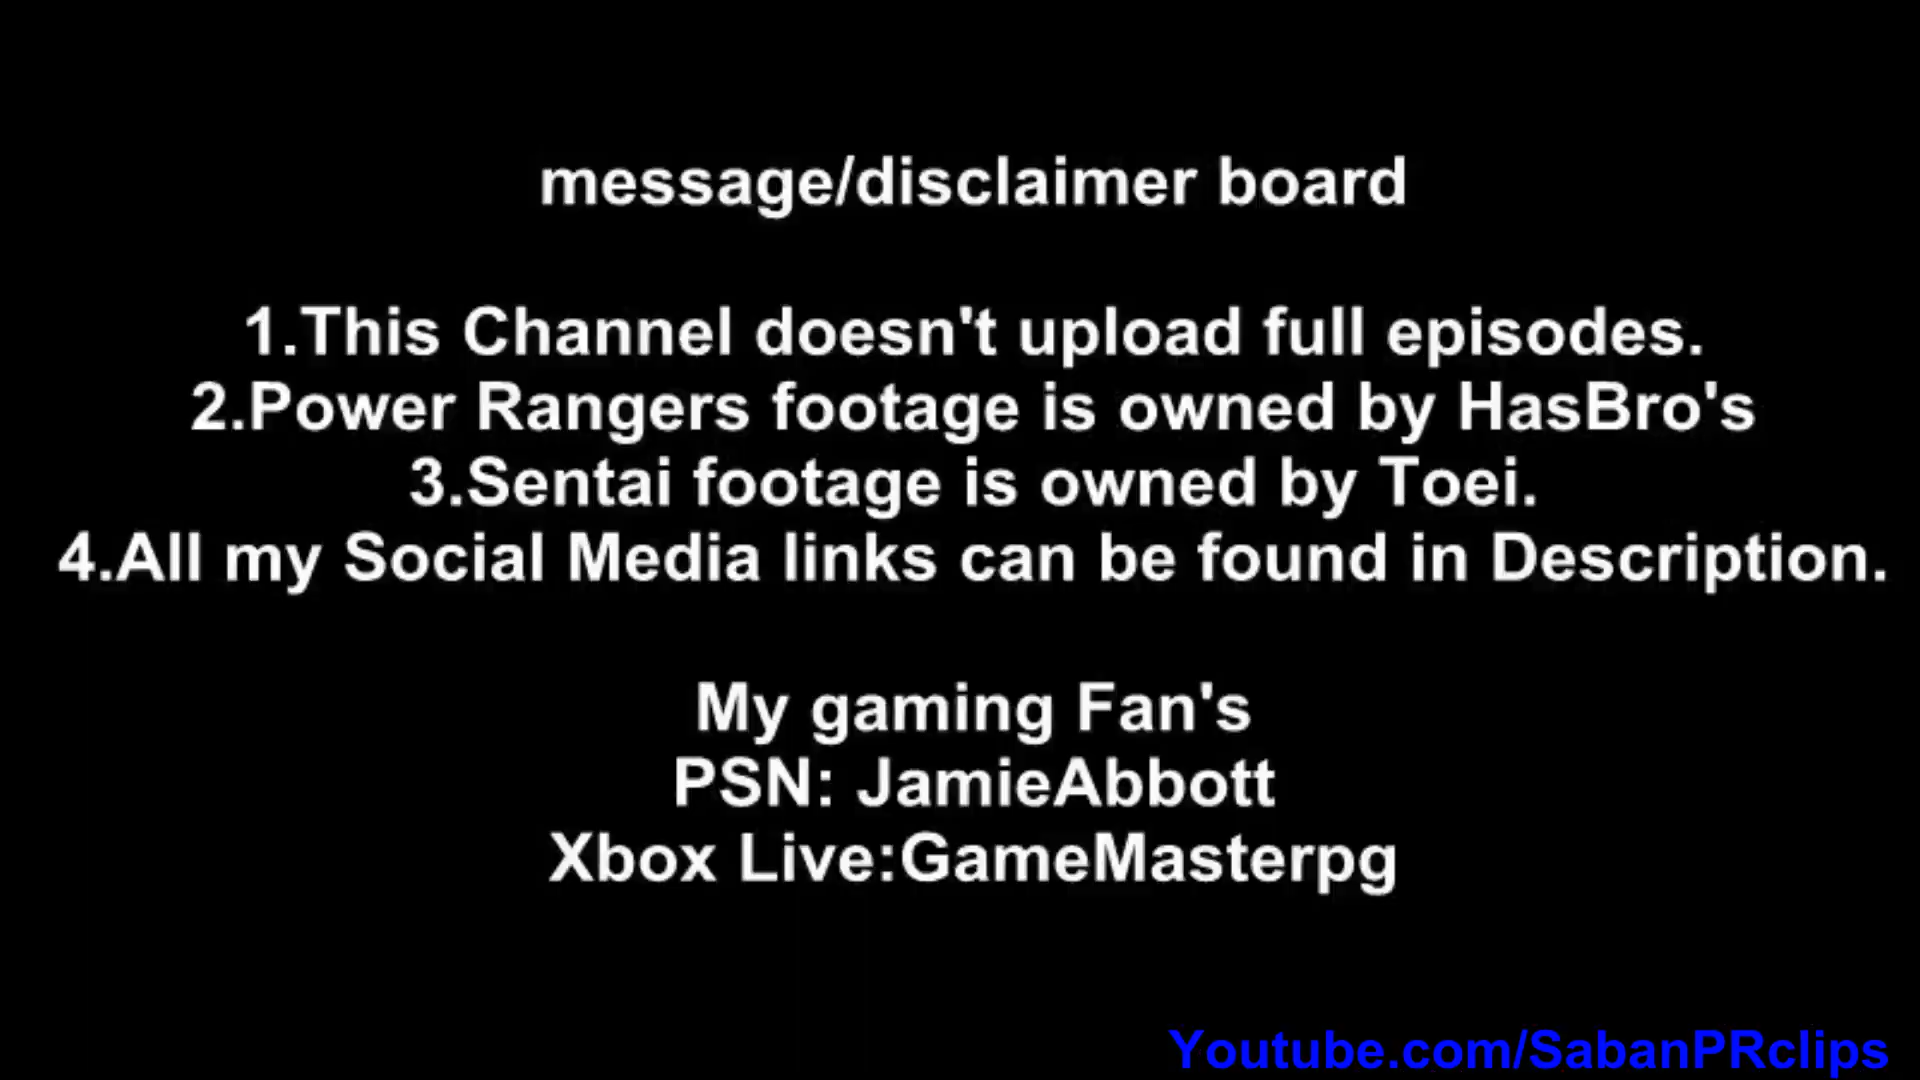 message/disclaimer board
1.This Channel doesn't upload full episodes.
2.Power Rangers footage is owned by HasBro's
3.Sentai footage is owned by Toei.
4.All my Social Media links can be found in Description.
My gaming Fan's
PSN: JamieAbbott
Xbox Live:GameMasterpg
Youtube.com/SabanPRclips